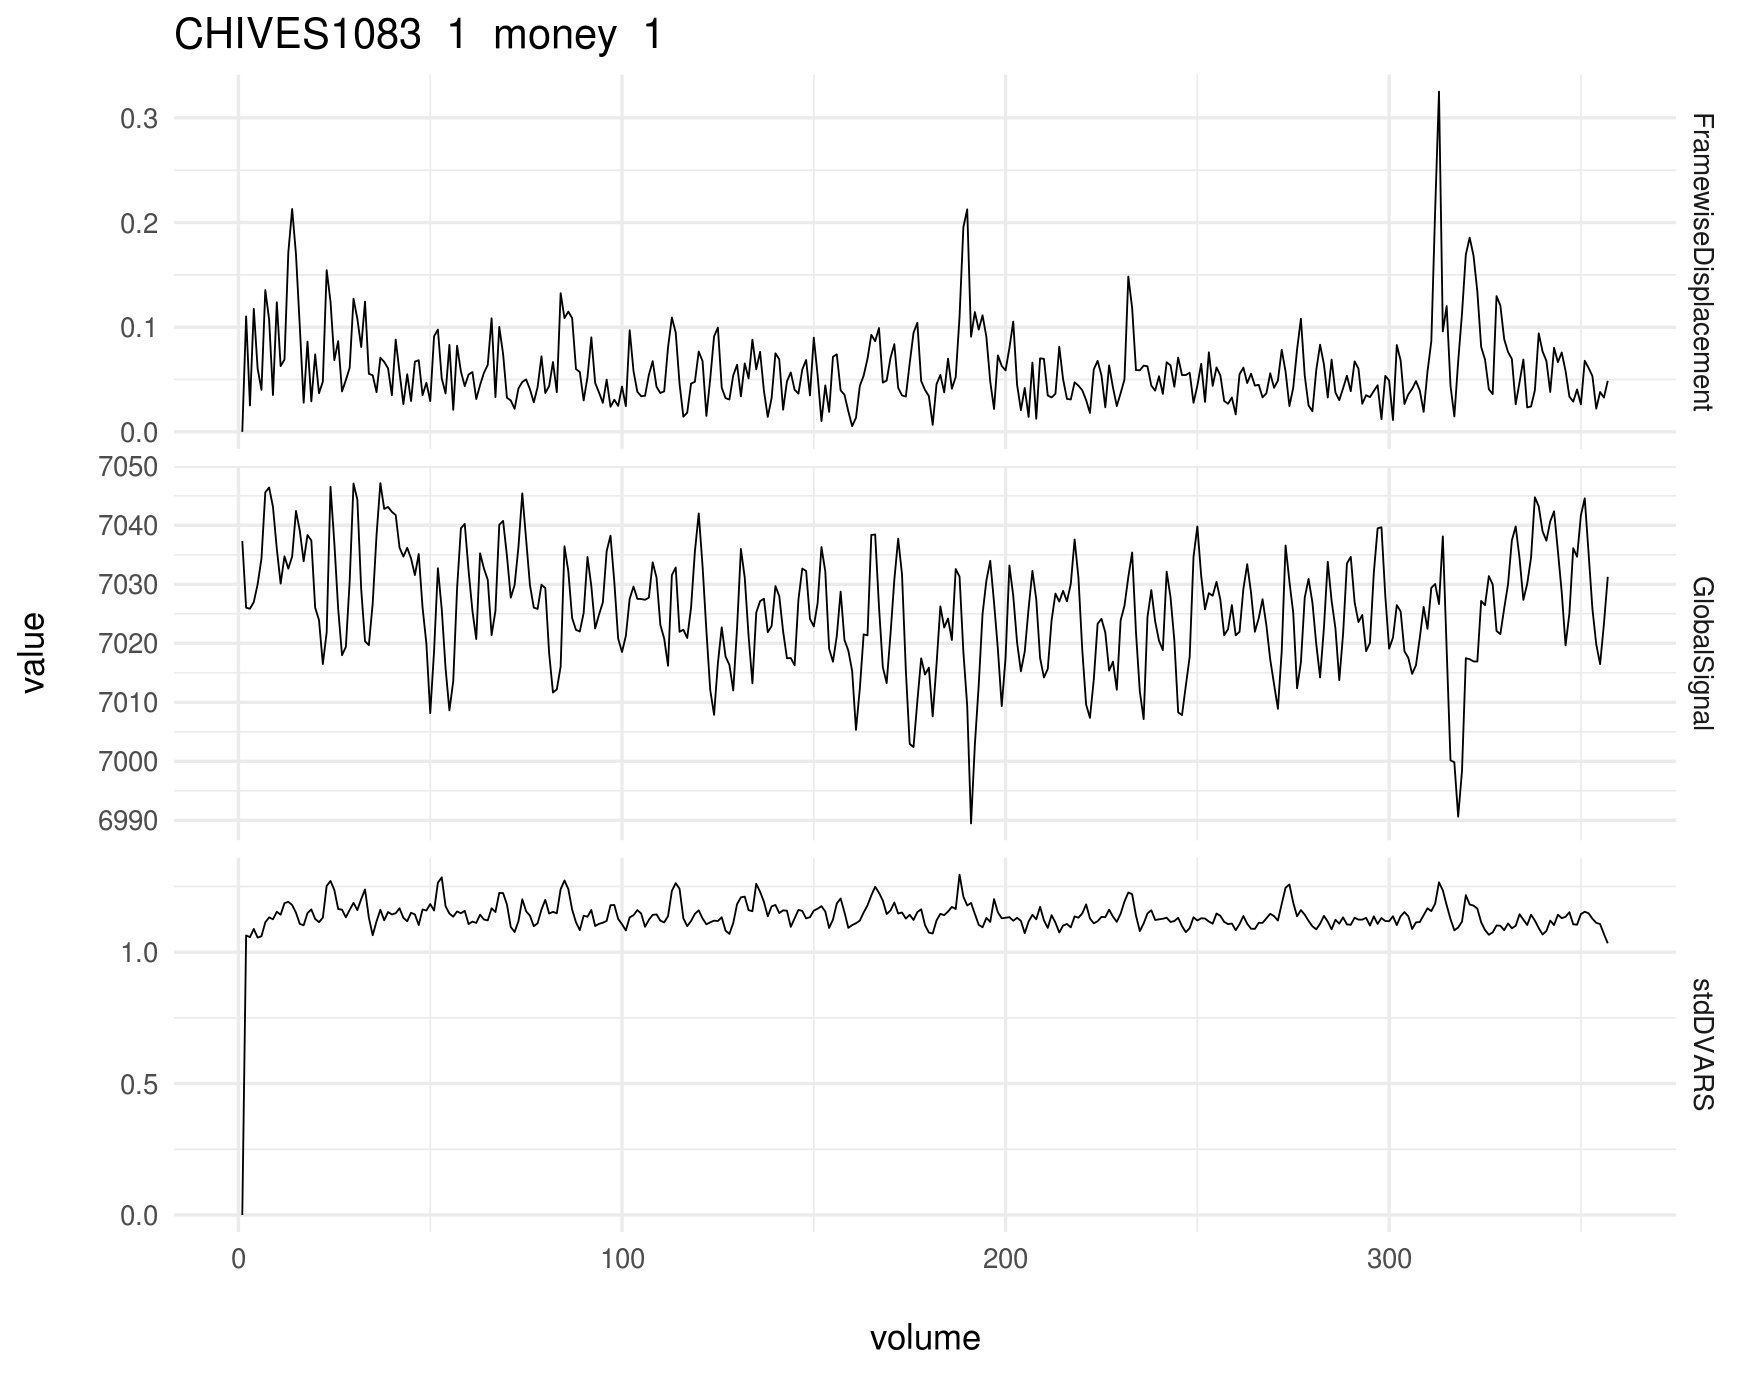 CHIVES1083 1 money 1
0.3
0.2
0.1
0.0
FramewiseDisplacement
7050
7040
7030
7020
7010
7000
6990
GlobalSignal
value
1.0
0.5
0.0
stdDVARS
0 100 200 300
volume